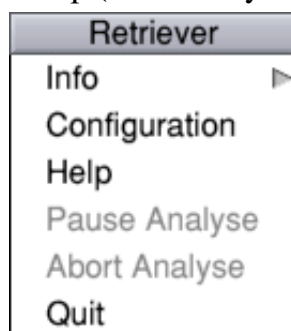 Retriever
Info
Configuration
Help
Pause Analyse
Abort Analyse
Quit